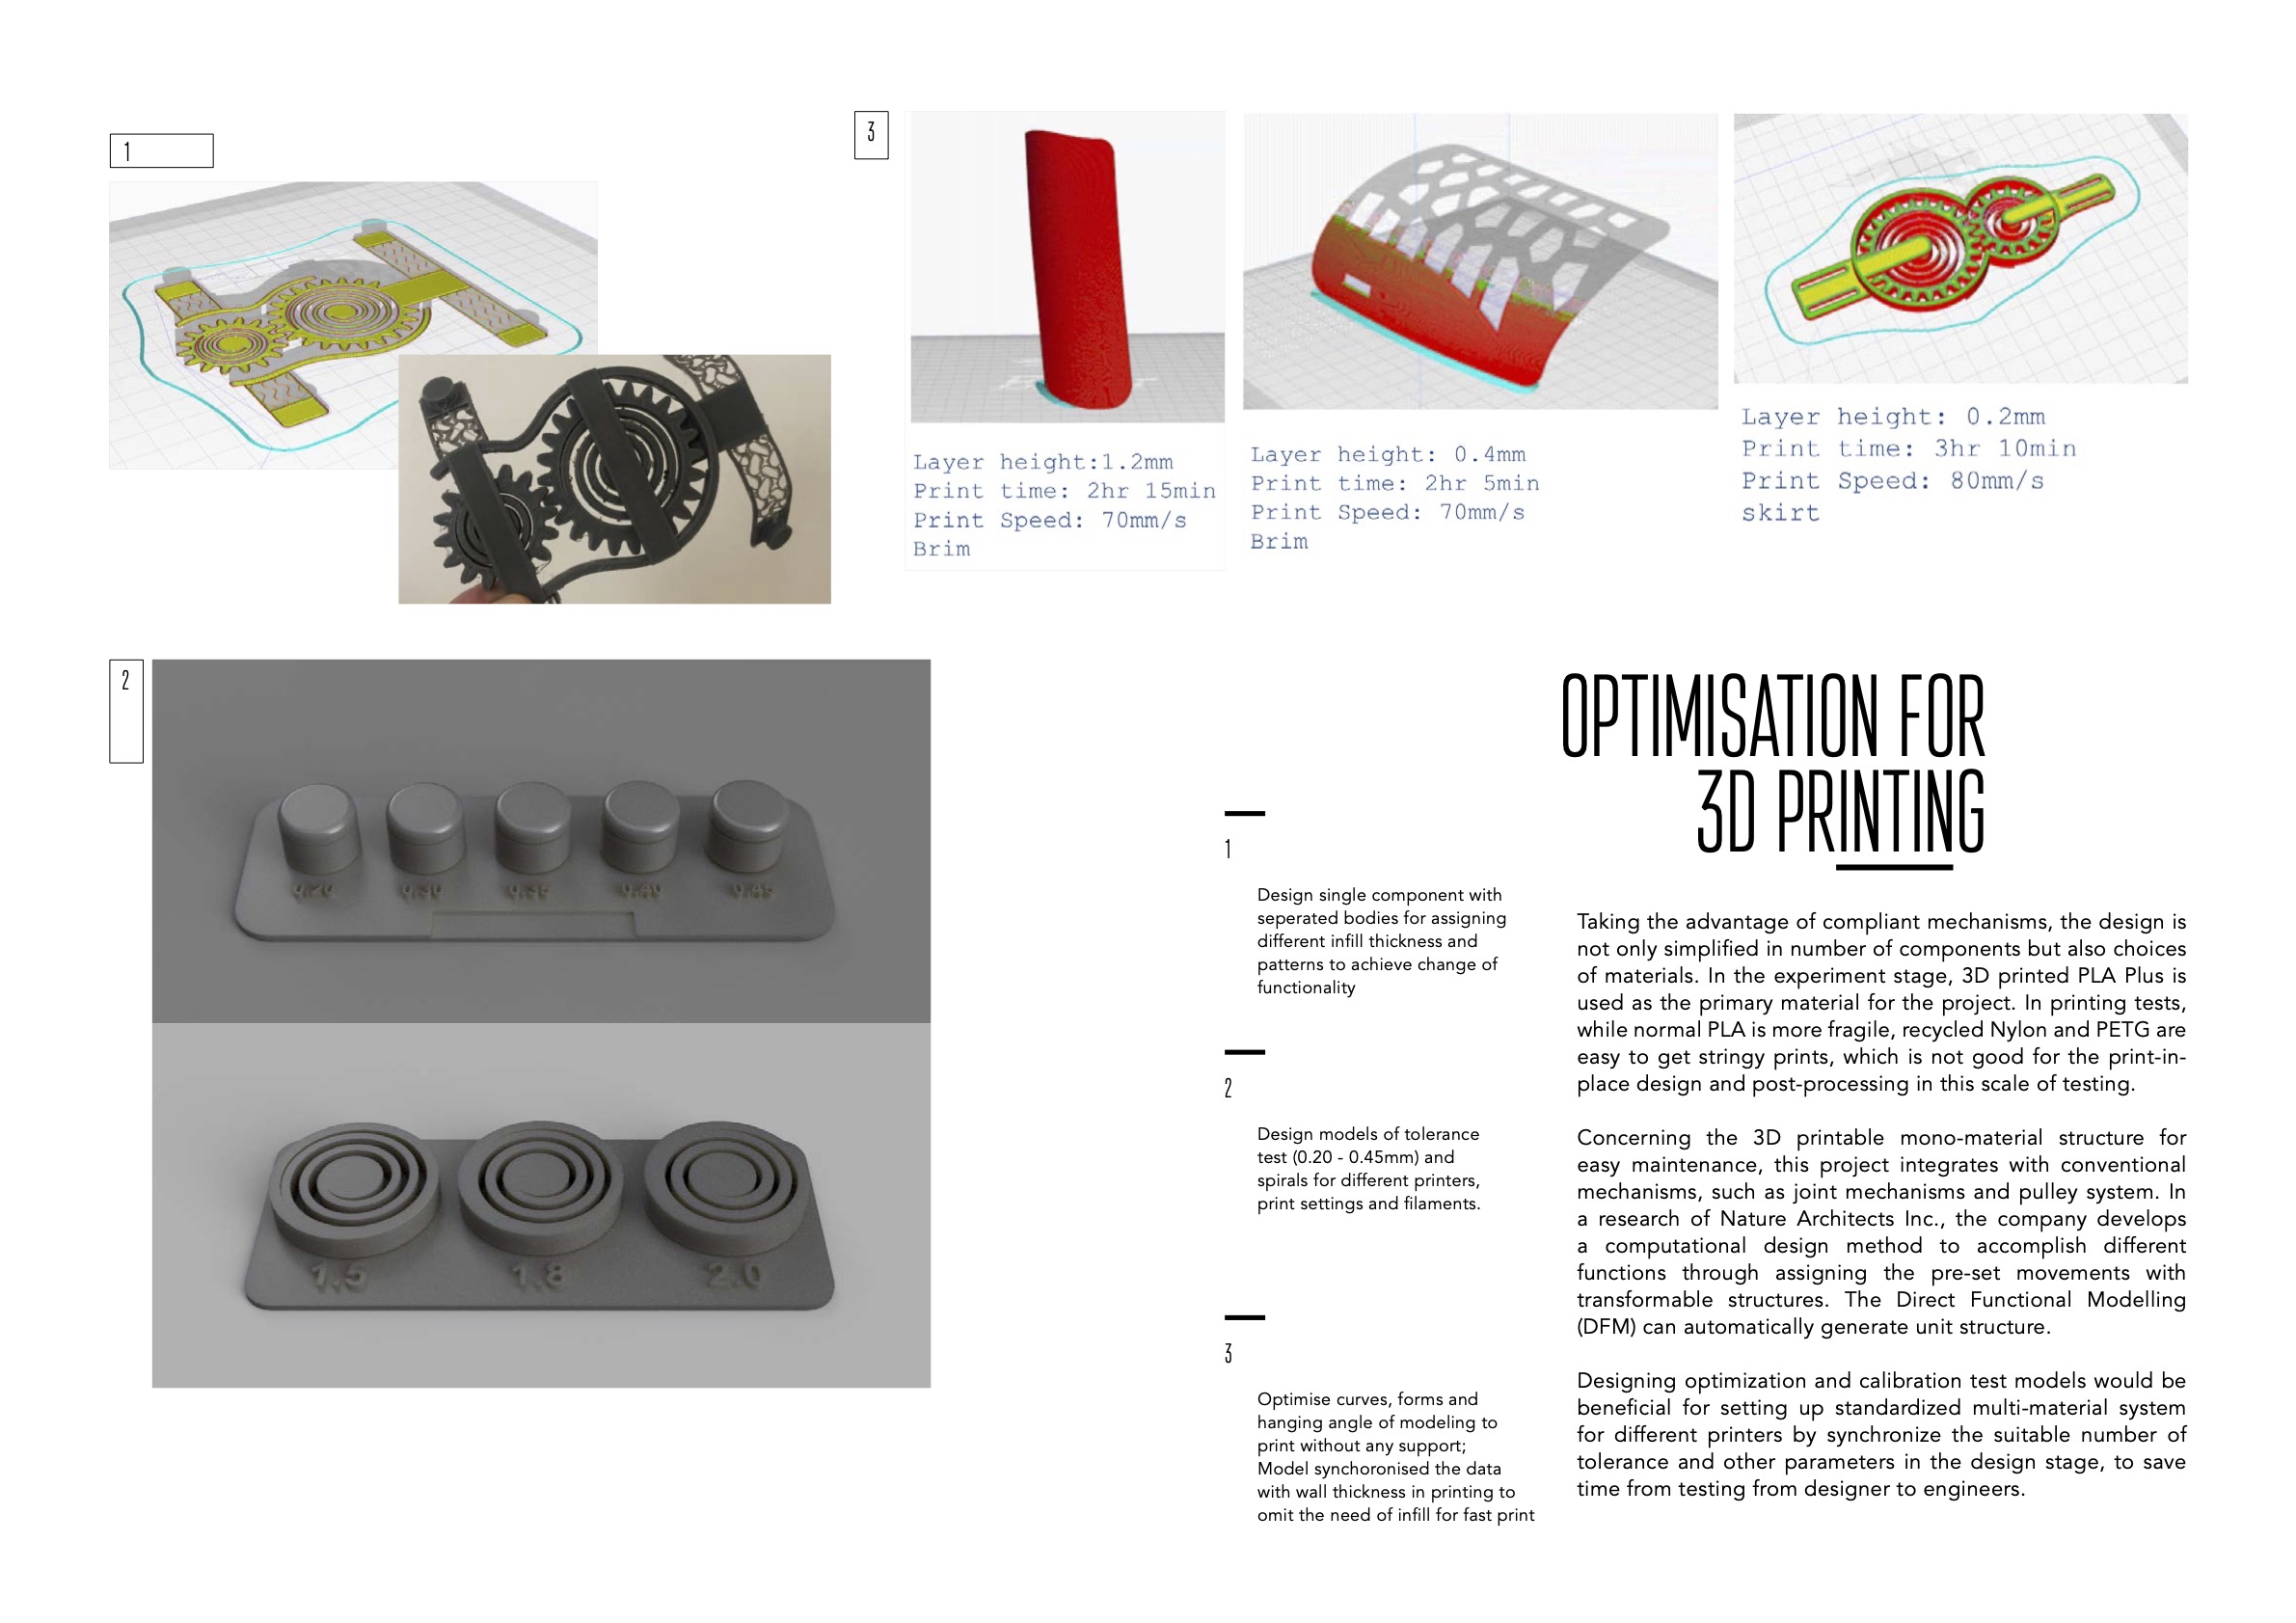 1
3
Layer height:1.2mm
Print time: 2hr 15min
Print Speed: 70mm/s
Brim
Layer height: 0.4mm
Print time: 2hr 5min
Print Speed: 70mm/s
Brim
Layer height: 0.2mm
Print time: 3hr 10min
Print Speed: 80mm/s
skirt
2
0.20 0.30 0.35 0.40 0.45
1.5 1.8 2.0
OPTIMISATION FOR
3D PRINTING
1
Design single component with
seperated bodies for assigning
different infill thickness and
patterns to achieve change of
functionality
2
Design models of tolerance
test (0.20 - 0.45mm) and
spirals for different printers,
print settings and filaments.
3
Optimise curves, forms and
hanging angle of modeling to
print without any support;
Model synchoronised the data
with wall thickness in printing to
omit the need of infill for fast print
Taking the advantage of compliant mechanisms, the design is
not only simplified in number of components but also choices
of materials. In the experiment stage, 3D printed PLA Plus is
used as the primary material for the project. In printing tests,
while normal PLA is more fragile, recycled Nylon and PETG are
easy to get stringy prints, which is not good for the print-in-
place design and post-processing in this scale of testing.
Concerning the 3D printable mono-material structure for
easy maintenance, this project integrates with conventional
mechanisms, such as joint mechanisms and pulley system. In
a research of Nature Architects Inc., the company develops
a computational design method to accomplish different
functions through assigning the pre-set movements with
transformable structures. The Direct Functional Modelling
(DFM) can automatically generate unit structure.
Designing optimization and calibration test models would be
beneficial for setting up standardized multi-material system
for different printers by synchronize the suitable number of
tolerance and other parameters in the design stage, to save
time from testing from designer to engineers.